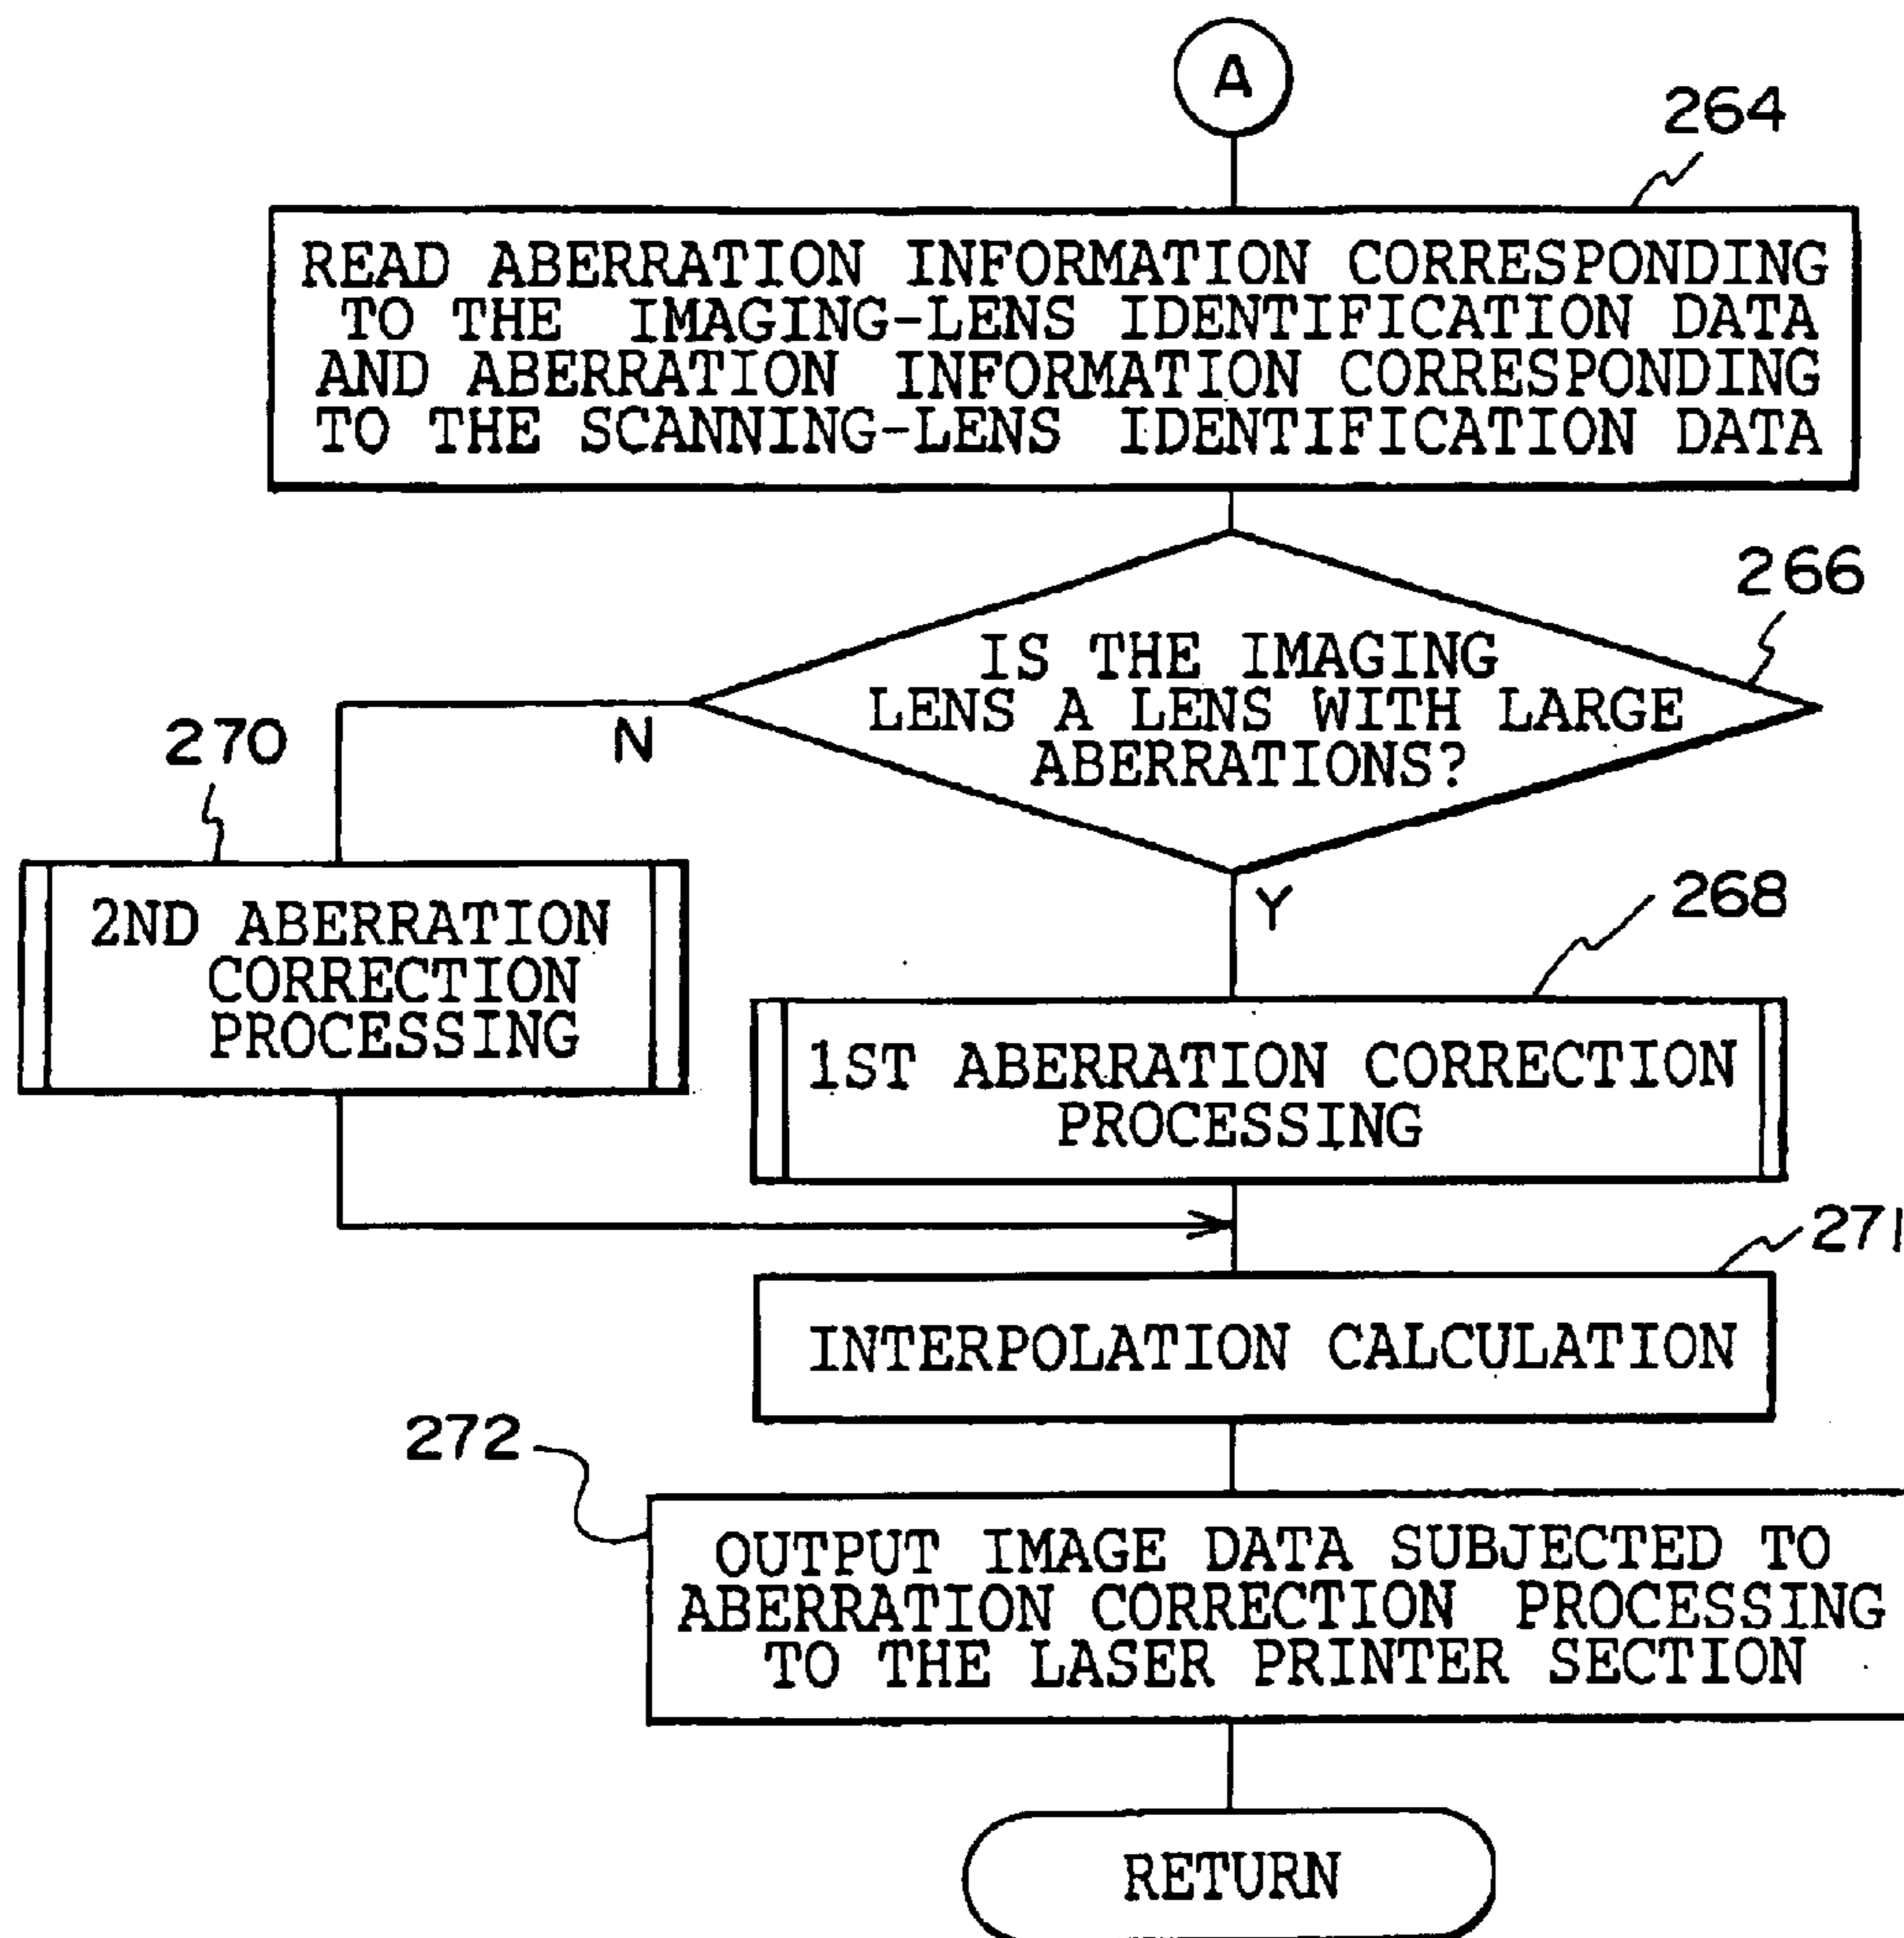 A
264
READ ABERRATION INFORMATION CORRESPONDING
TO THE IMAGING-LENS IDENTIFICATION DATA
AND ABERRATION INFORMATION CORRESPONDING
TO THE SCANNING-LENS IDENTIFICATION DATA
266
IS THE IMAGING
LENS A LENS WITH LARGE
ABERRATIONS?
N
270
Y
268
2ND ABERRATION
CORRECTION
PROCESSING
1ST ABERRATION CORRECTION
PROCESSING
271
INTERPOLATION CALCULATION
272
OUTPUT IMAGE DATA SUBJECTED TO
ABERRATION CORRECTION PROCESSING
TO THE LASER PRINTER SECTION
RETURN